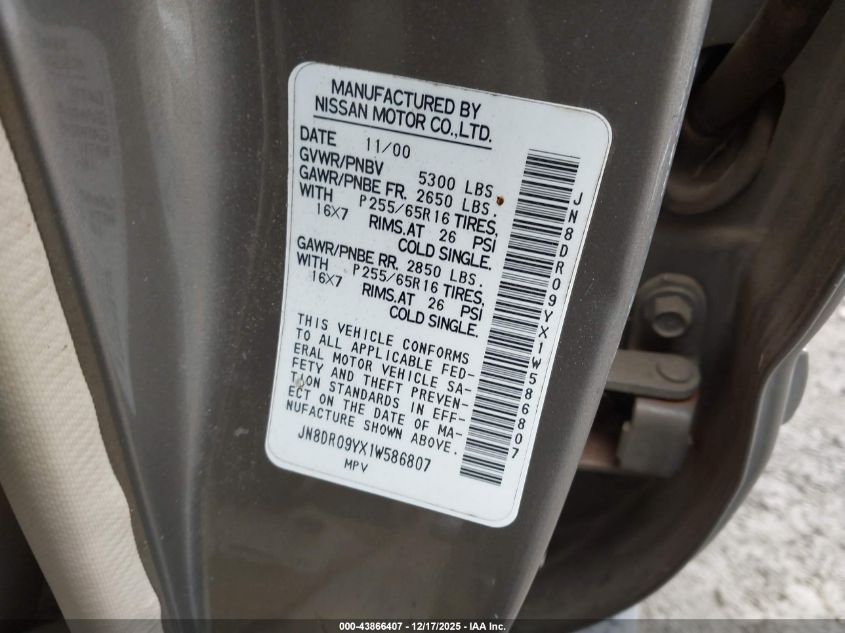 MANUFACTURED BY
NISSAN MOTOR CO.,LTD.
DATE 11/00
GVWR/PNBV 5300 LBS.
GAWR/PNBE FR. 2650 LBS.
WITH P255/65R16 TIRES,
16X7 RIMS.AT 26 PSI
COLD SINGLE.
GAWR/PNBE RR. 2850 LBS.
WITH P255/65R16 TIRES,
16X7 RIMS.AT 26 PSI
COLD SINGLE.
THIS VEHICLE CONFORMS
TO ALL APPLICABLE FED-
ERAL MOTOR VEHICLE SA-
FETY AND THEFT PREVEN-
TION STANDARDS IN EFF-
ECT ON THE DATE OF MA-
NUFACTURE SHOWN ABOVE.
JN8DR09YX1W586807
MPV
JN8DR09YX1W586807
000-43866407 – 12/17/2025 – IAA Inc.